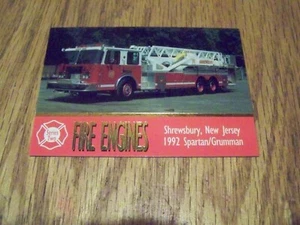 FIRE ENGINES
Shrewsbury, New Jersey
1992 Spartan/Grumman